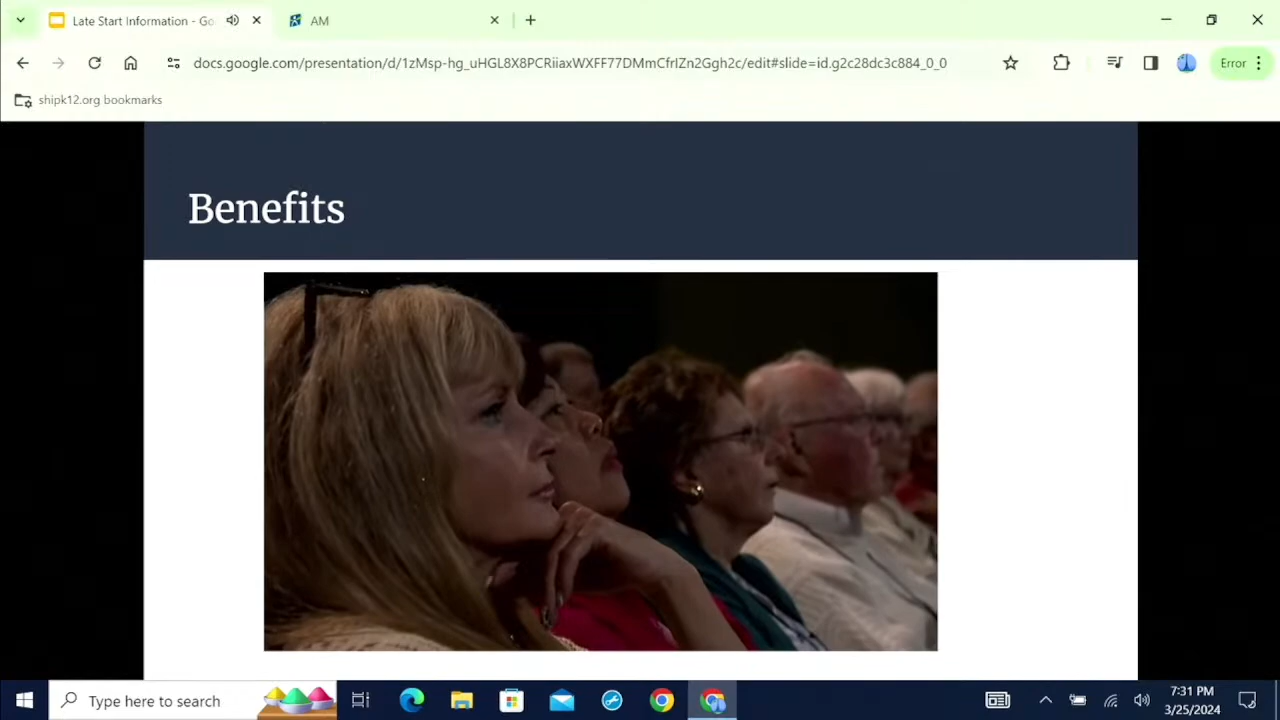 Late Start Information - Go
AM
docs.google.com/presentation/d/1zMsp-hg_uHGL8X8PCRiiaxWXFF77DMmCfrIZn2Ggh2c/edit#slide=id.g2c28dc3c884_0_0
Error
shipk12.org bookmarks
Benefits
Type here to search
7:31 PM
3/25/2024